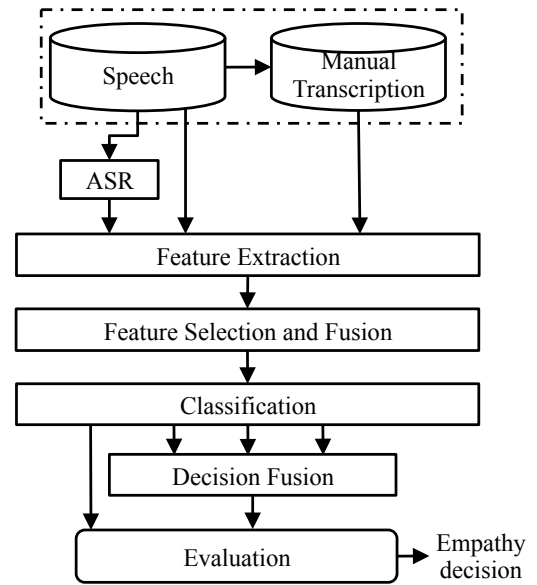 Speech
Manual
Transcription
ASR
Feature Extraction
Feature Selection and Fusion
Classification
Decision Fusion
Evaluation
Empathy
decision